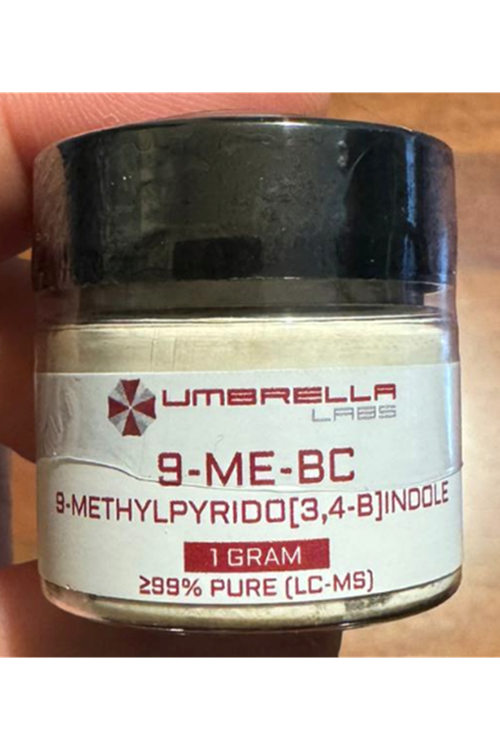 UMBRELLA
LABS
9-ME-BC
9-METHYLPYRIDO[3,4-B]INDOLE
1 GRAM
≥99% PURE (LC-MS)